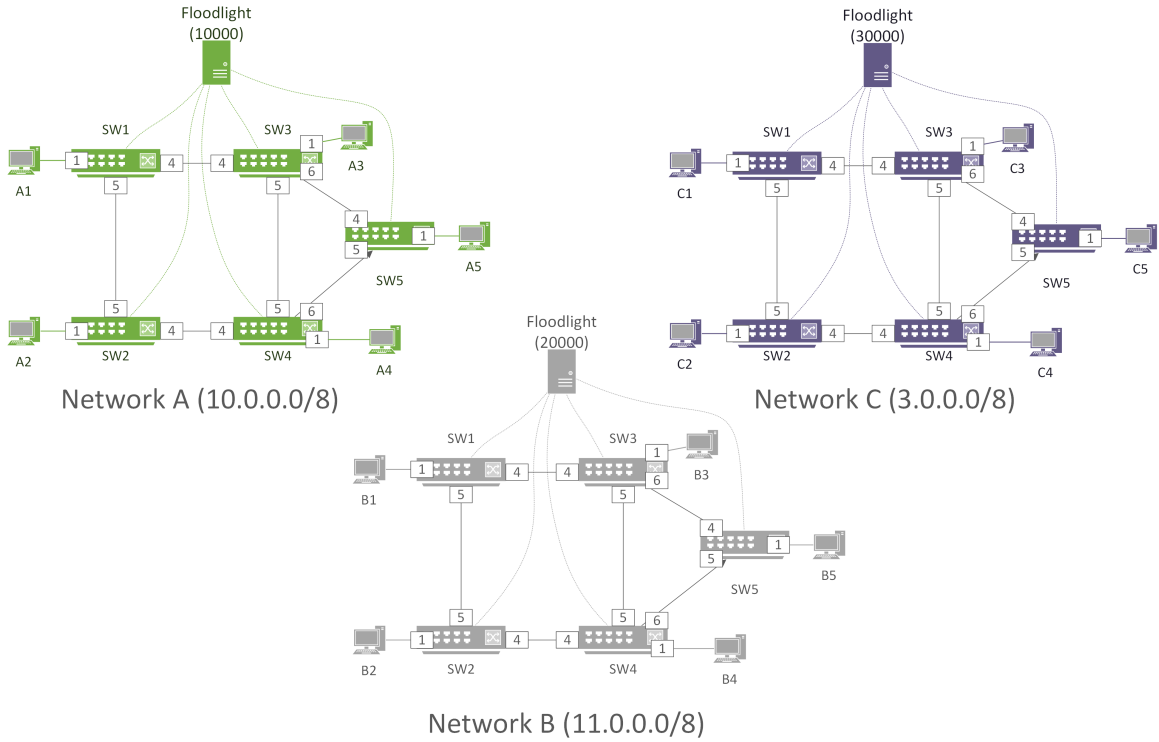 Floodlight
(10000)
SW1
SW3
1
A3
1
4
4
6
A1
5
5
4
1
5
A5
SW5
5
5
6
1
4
4
1
A2
SW2
SW4
A4
Network A (10.0.0.0/8)
Floodlight
(30000)
SW1
SW3
1
C3
1
4
4
6
C1
5
5
4
1
5
C5
SW5
5
5
6
1
4
4
1
C2
SW2
SW4
C4
Network C (3.0.0.0/8)
Floodlight
(20000)
SW1
SW3
1
B3
1
4
4
6
B1
5
5
4
1
5
B5
SW5
5
5
6
1
4
4
1
B2
SW2
SW4
B4
Network B (11.0.0.0/8)